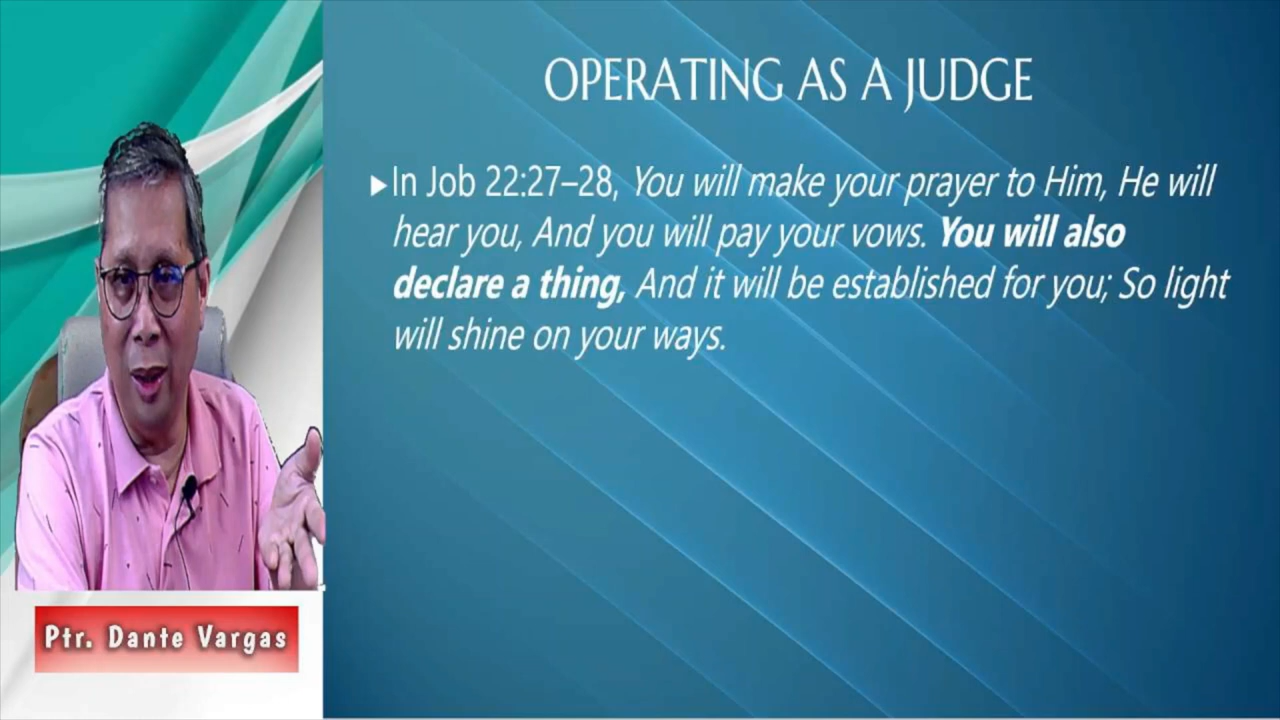 OPERATING AS A JUDGE
In Job 22:27–28, You will make your prayer to Him, He will
hear you, And you will pay your vows. You will also
declare a thing, And it will be established for you; So light
will shine on your ways.
Ptr. Dante Vargas